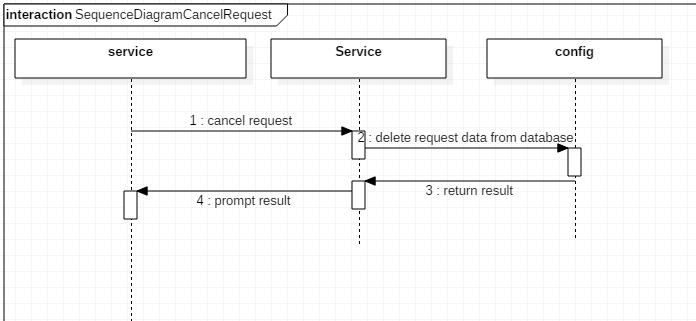 interaction SequenceDiagramCancelRequest
service
Service
config
1 : cancel request
2 : delete request data from database
3 : return result
4 : prompt result